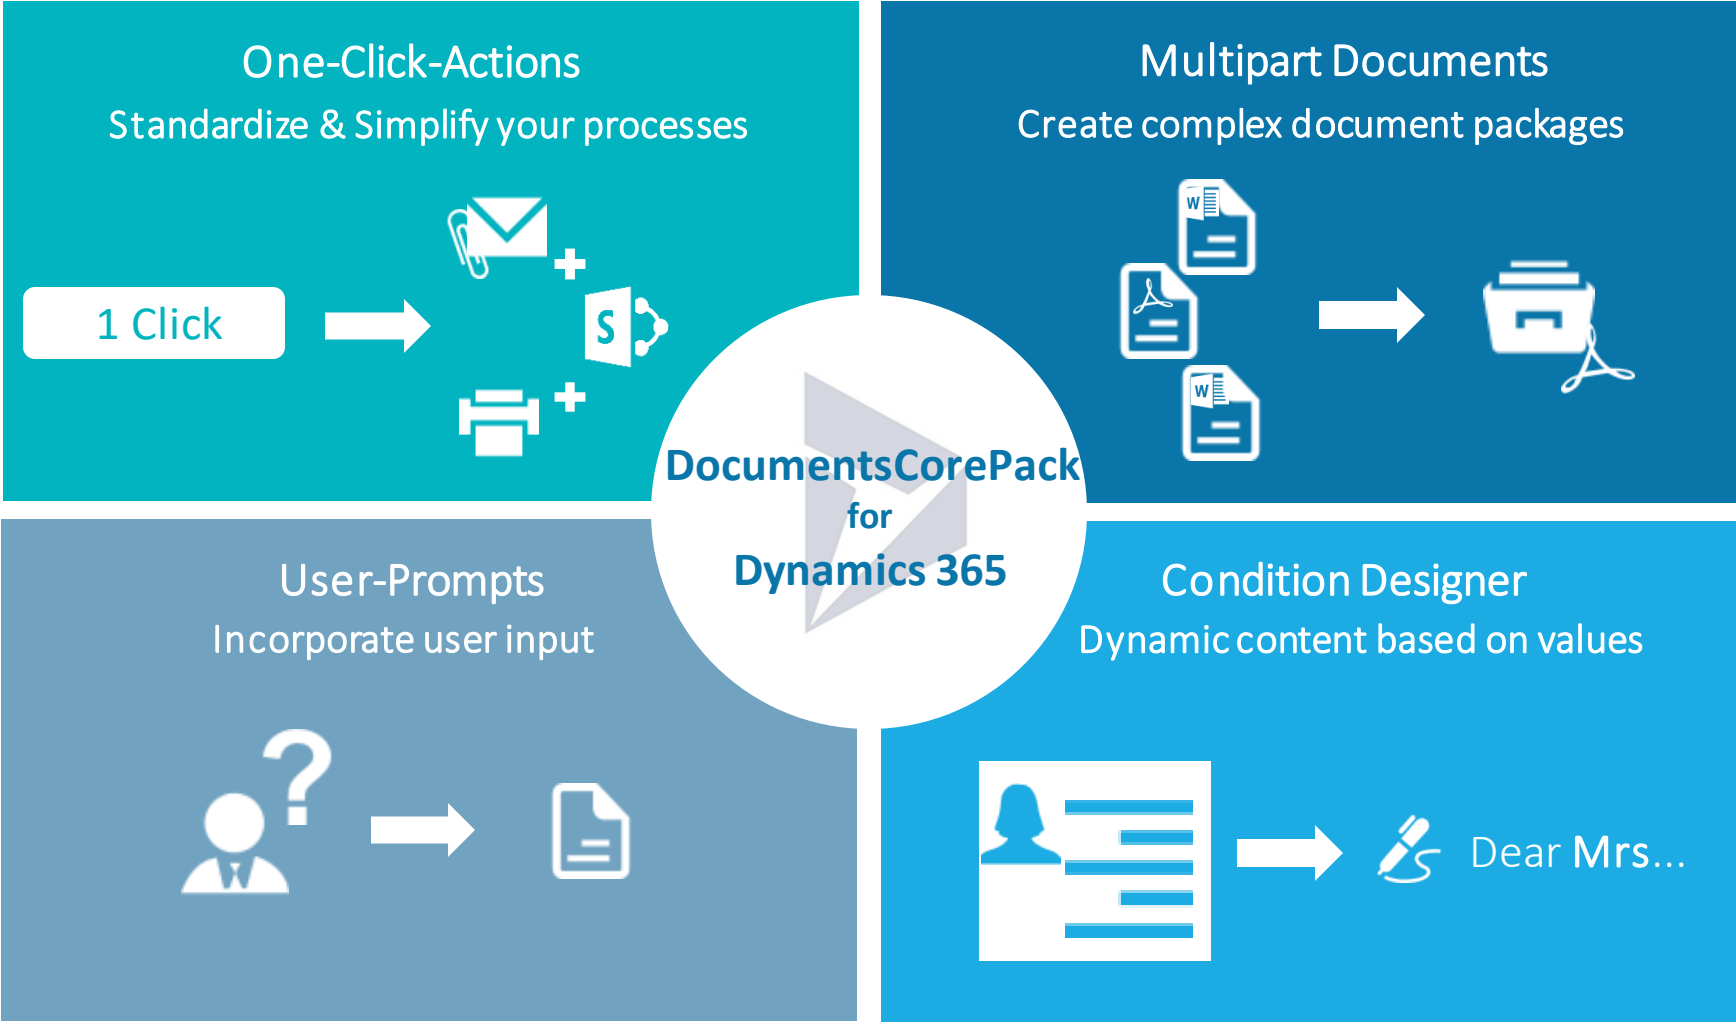 One-Click-Actions
Standardize & Simplify your processes
1 Click
S
Multipart Documents
Create complex document packages
W
W
DocumentsCorePack
for
Dynamics 365
User-Prompts
Incorporate user input
?
Condition Designer
Dynamic content based on values
Dear Mrs...